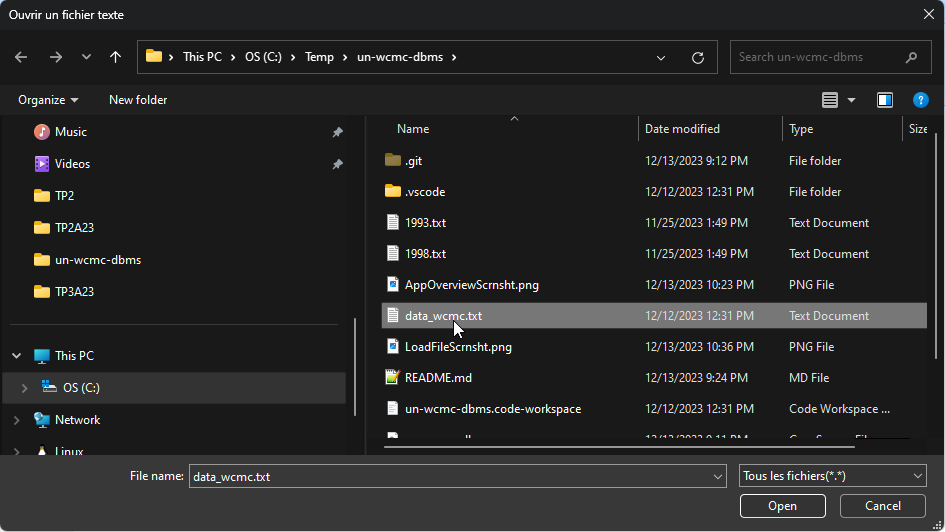 Ouvrir un fichier texte
This PC > OS (C:) > Temp > un-wcmc-dbms >
Search un-wcmc-dbms
Organize
New folder
Music
Videos
TP2
TP2A23
un-wcmc-dbms
TP3A23
This PC
OS (C:)
Network
Linux
Name Date modified Type Size
.git 12/13/2023 9:12 PM File folder
.vscode 12/12/2023 12:31 PM File folder
1993.txt 11/25/2023 1:49 PM Text Document
1998.txt 11/25/2023 1:49 PM Text Document
AppOverviewScrnsht.png 12/13/2023 10:23 PM PNG File
data_wcmc.txt 12/12/2023 12:31 PM Text Document
LoadFileScrnsht.png 12/13/2023 10:36 PM PNG File
README.md 12/13/2023 9:24 PM MD File
un-wcmc-dbms.code-workspace 12/12/2023 12:31 PM Code Workspace ...
File name: data_wcmc.txt
Tous les fichiers(*.*)
Open
Cancel